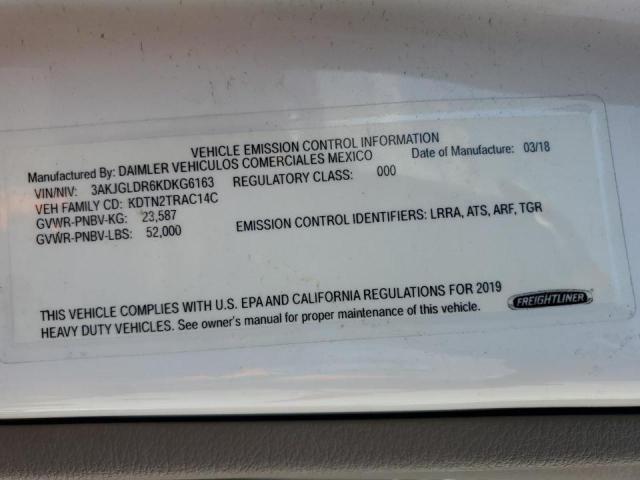 VEHICLE EMISSION CONTROL INFORMATION
Manufactured By: DAIMLER VEHICULOS COMERCIALES MEXICO Date of Manufacture: 03/18
VIN/NIV: 3AKJGLDR6KDKG6163 REGULATORY CLASS: 000
VEH FAMILY CD: KDTN2TRAC14C
GVWR-PNBV-KG: 23,587
GVWR-PNBV-LBS: 52,000 EMISSION CONTROL IDENTIFIERS: LRRA, ATS, ARF, TGR
THIS VEHICLE COMPLIES WITH U.S. EPA AND CALIFORNIA REGULATIONS FOR 2019
HEAVY DUTY VEHICLES. See owner's manual for proper maintenance of this vehicle.
FREIGHTLINER